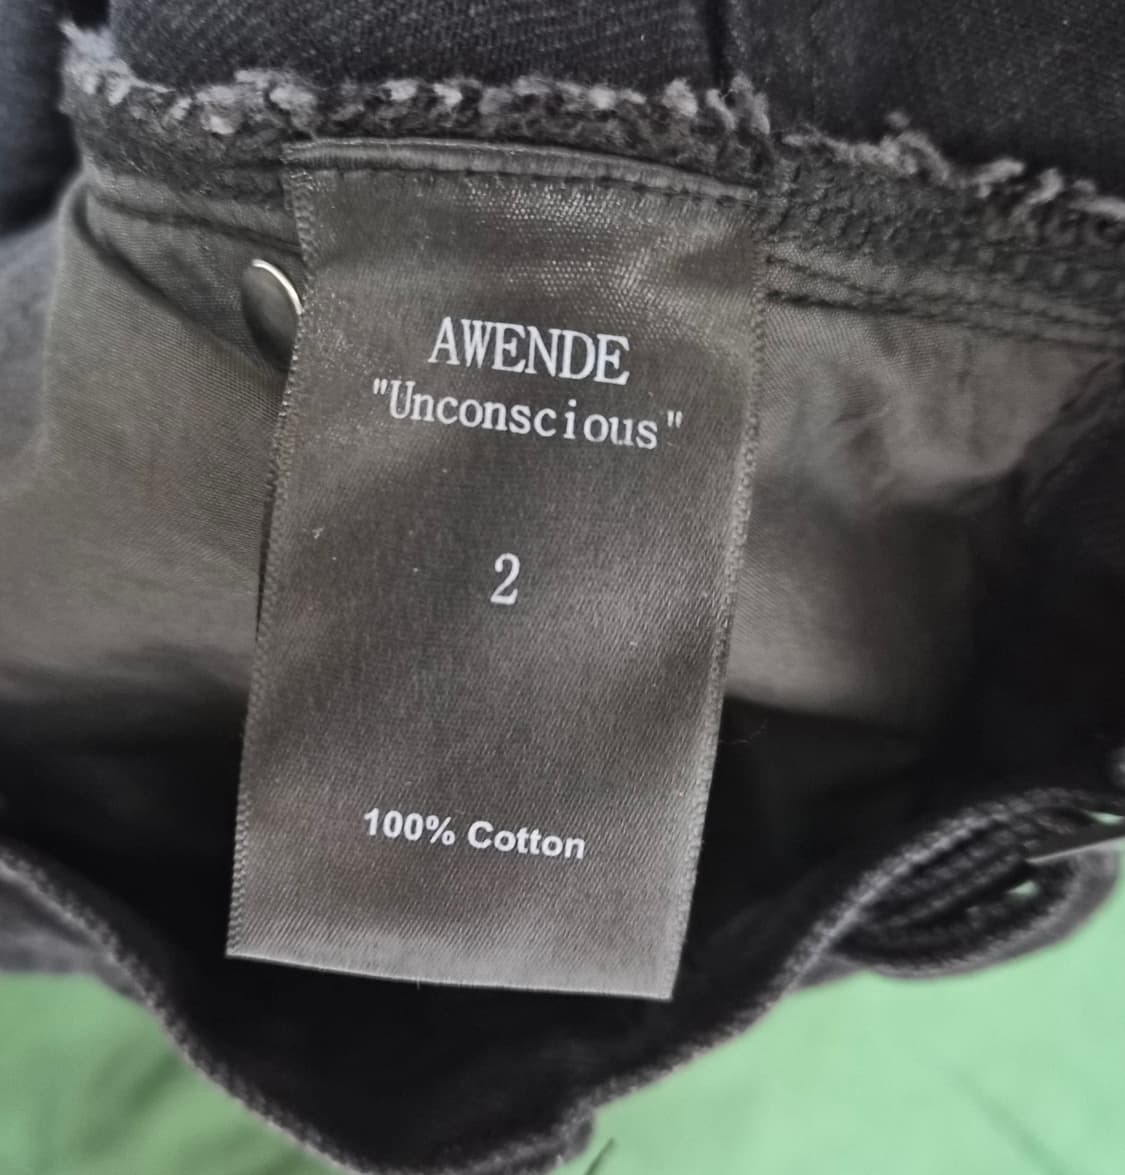 AWENDE
"Unconscious"
2
100% Cotton